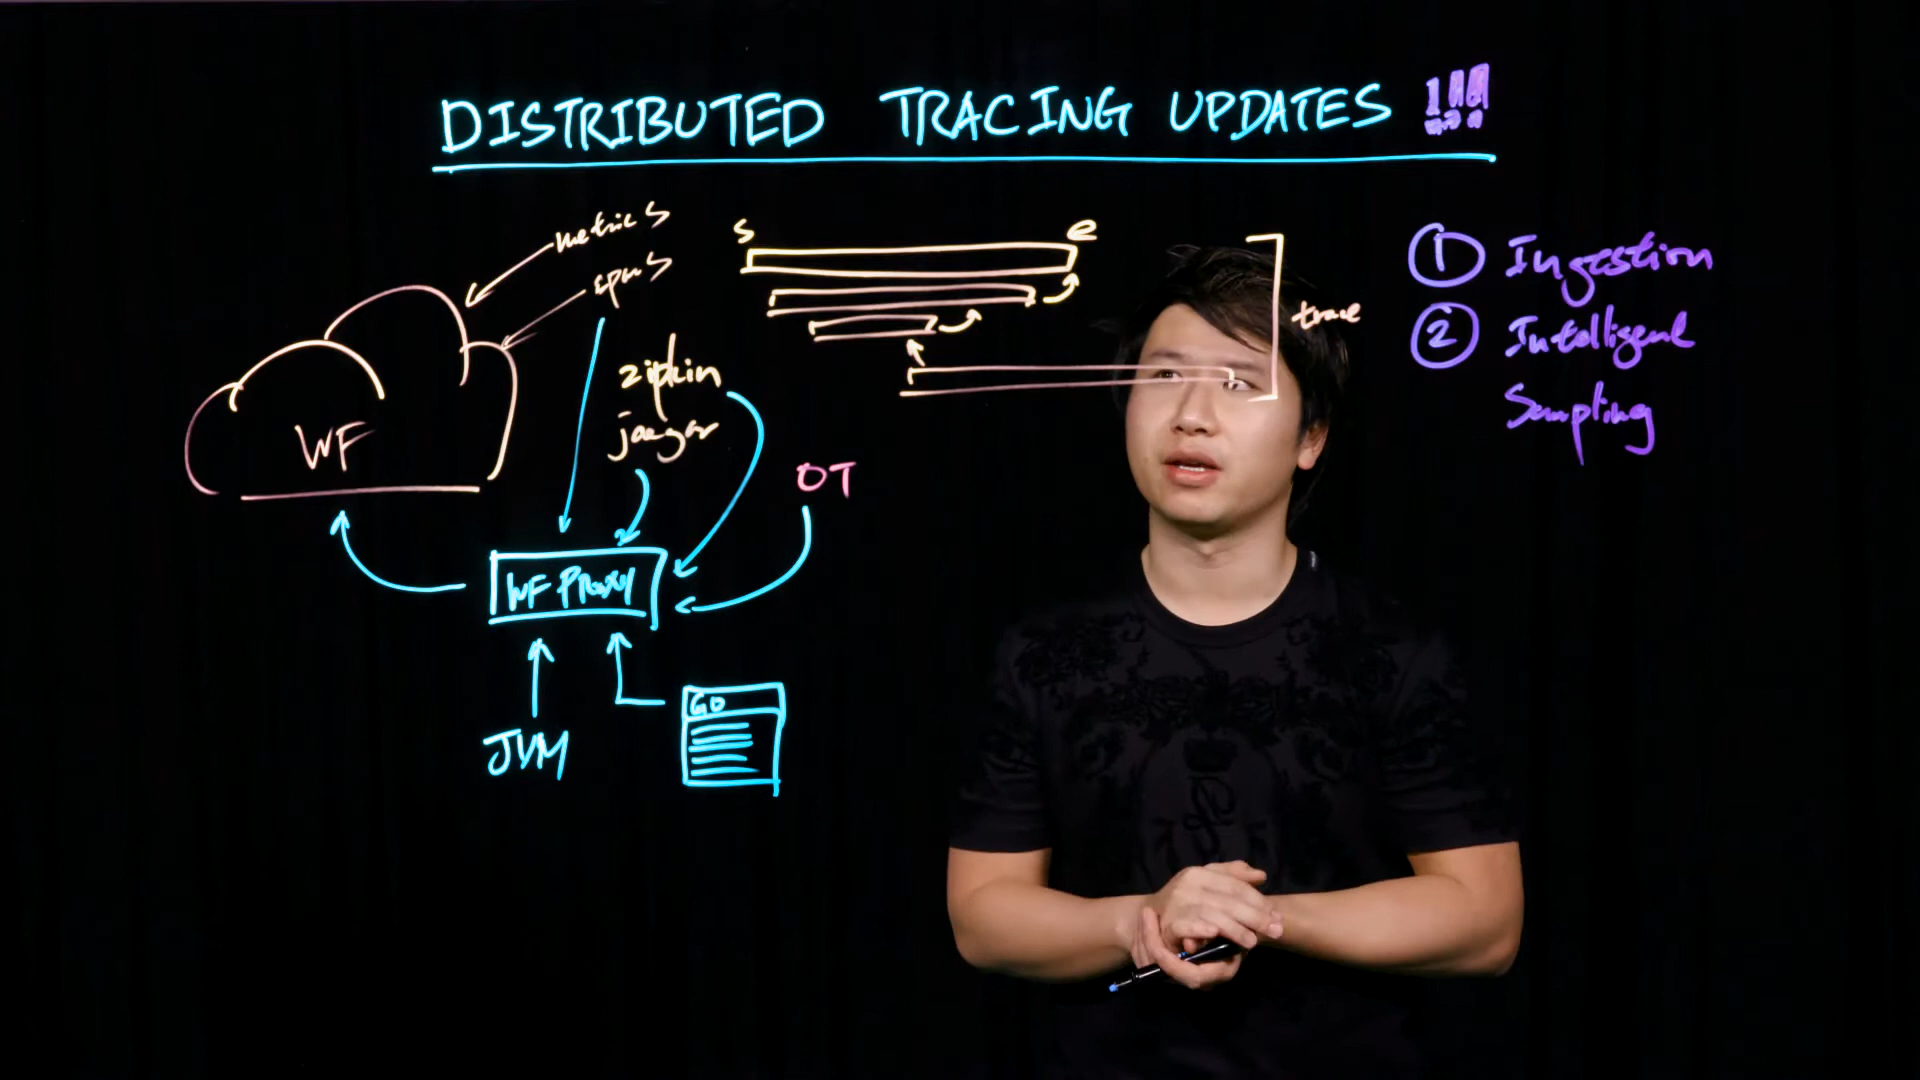 DISTRIBUTED TRACING UPDATES !!!
metrics
spans
WF
zipkin
jaeger
OT
WF Proxy
JVM
GO
s
e
trace
1 Ingestion
2 Intelligent
Sampling